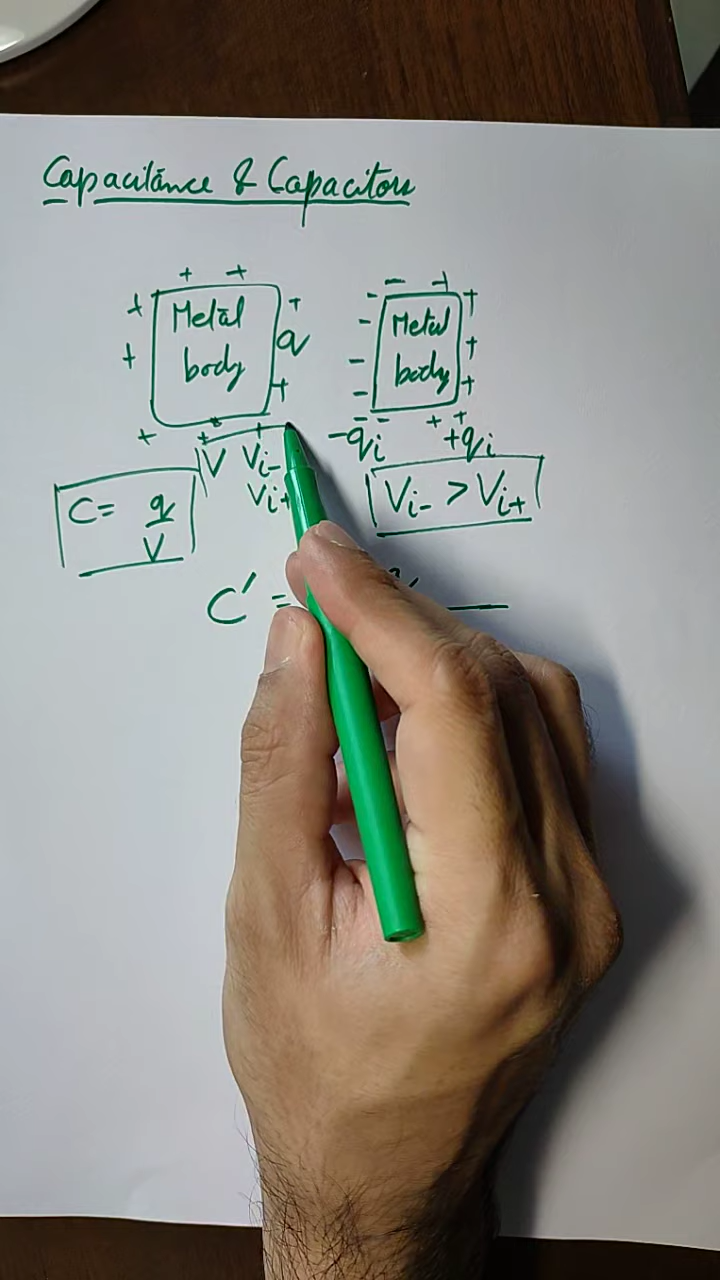 Capacitance & Capacitors
+ +
- +
+ Metal +
- Metal +
+ body q
- body +
+
- +
+ + + +
- - + +
-qi +qi
V Vi-
Vi+
Vi- > Vi+
C = q
V
C' =